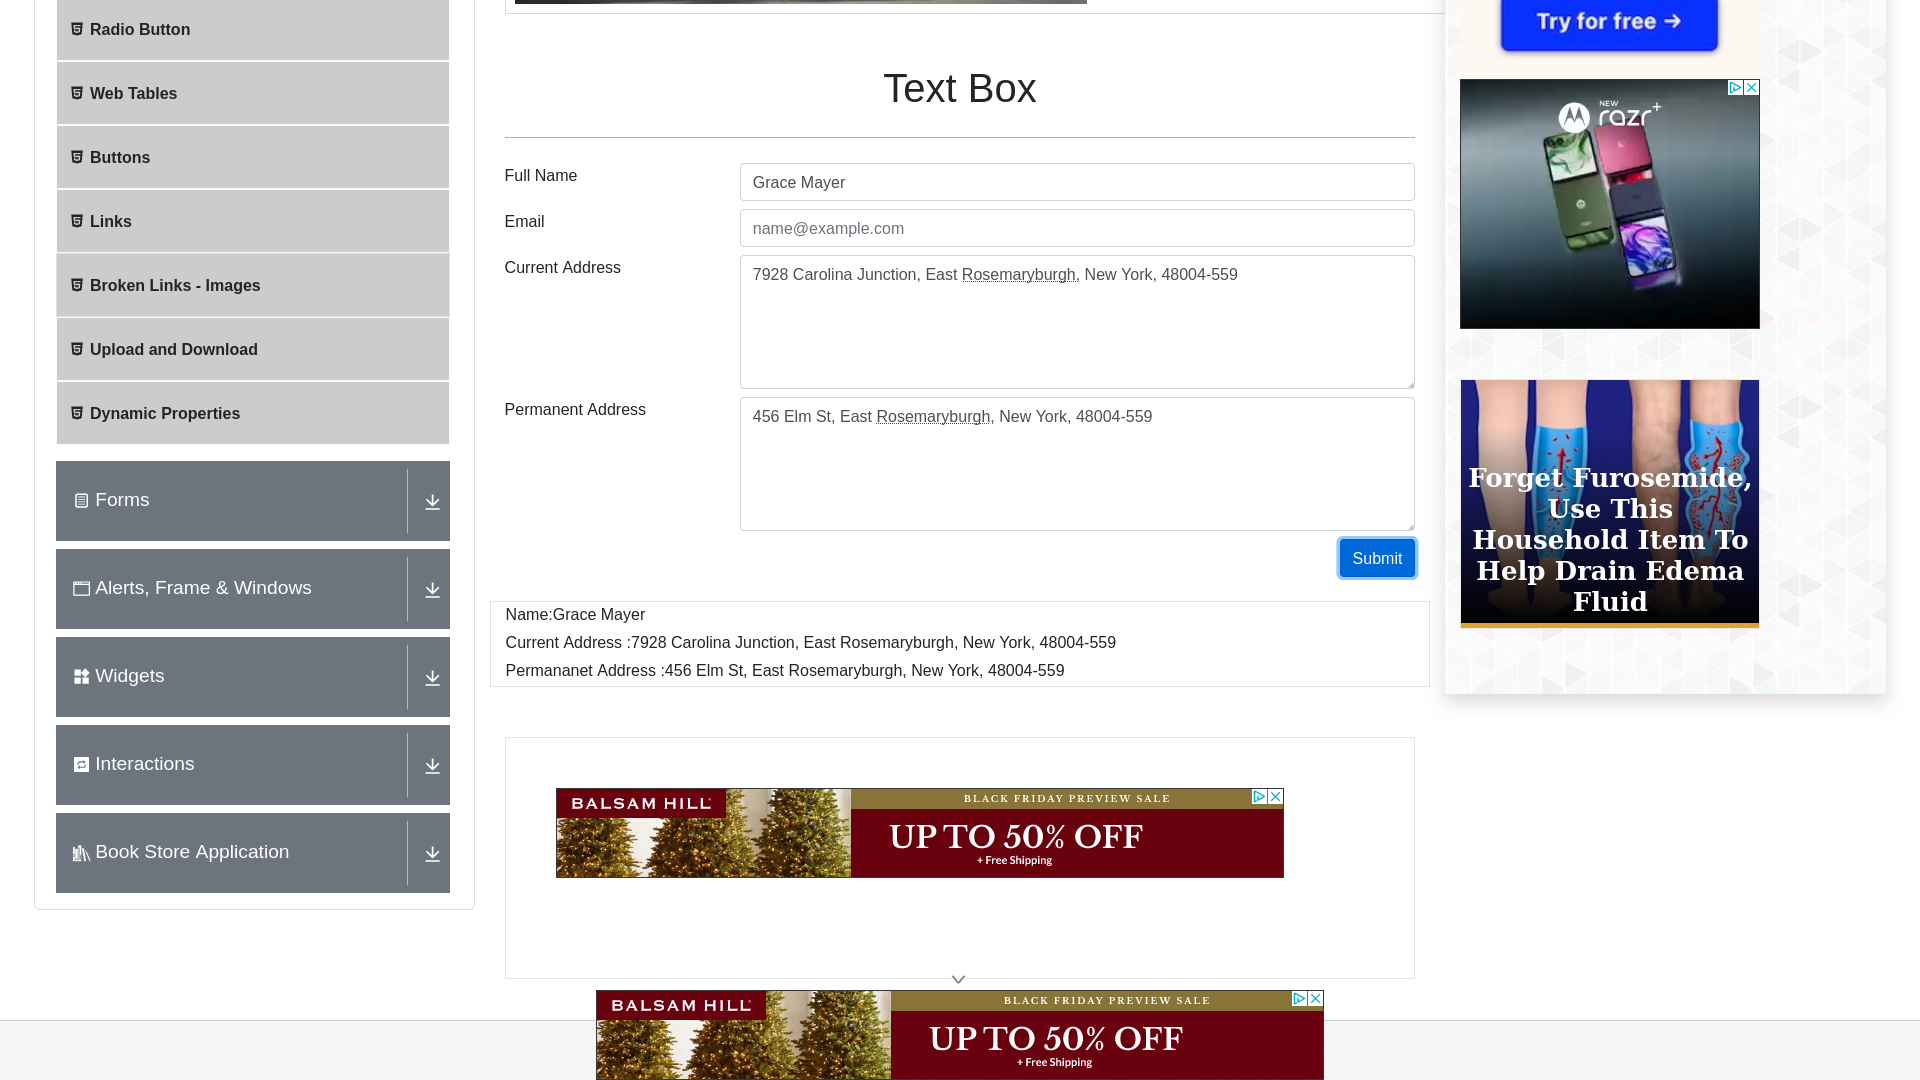 Radio Button
Web Tables
Buttons
Links
Broken Links - Images
Upload and Download
Dynamic Properties
Forms
Alerts, Frame & Windows
Widgets
Interactions
Book Store Application
Text Box
Full Name
Grace Mayer
Email
name@example.com
Current Address
7928 Carolina Junction, East Rosemaryburgh, New York, 48004-559
Permanent Address
456 Elm St, East Rosemaryburgh, New York, 48004-559
Submit
Name:Grace Mayer
Current Address :7928 Carolina Junction, East Rosemaryburgh, New York, 48004-559
Permananet Address :456 Elm St, East Rosemaryburgh, New York, 48004-559
BALSAM HILL
BLACK FRIDAY PREVIEW SALE
UP TO 50% OFF
+ Free Shipping
BALSAM HILL
BLACK FRIDAY PREVIEW SALE
UP TO 50% OFF
+ Free Shipping
Try for free →
NEW
razr+
Forget Furosemide,
Use This
Household Item To
Help Drain Edema
Fluid